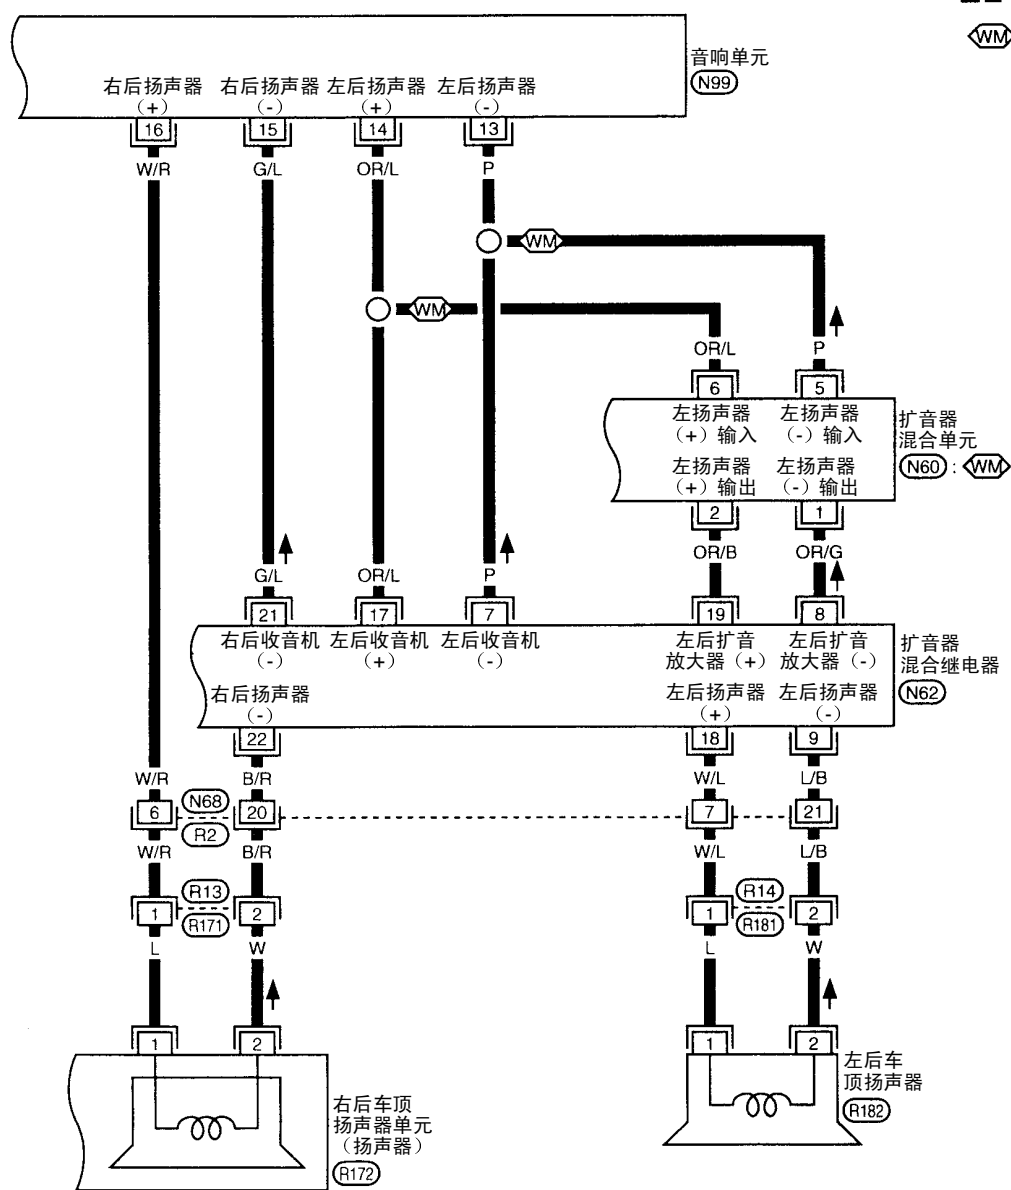 WM
音响单元
N99
右后扬声器 右后扬声器 左后扬声器 左后扬声器
(+) (-) (+) (-)
16 15 14 13
W/R G/L OR/L P
WM
WM
OR/L P
6 5
左扬声器 左扬声器
(+) 输入 (-) 输入
左扬声器 左扬声器
(+) 输出 (-) 输出
扩音器
混合单元
N60 : WM
2 1
OR/B OR/G
G/L OR/L P
21 17 7 19 8
右后收音机 左后收音机 左后收音机 左后扩音 左后扩音
(-) (+) (-) 放大器 (+) 放大器 (-)
右后扬声器 左后扬声器 左后扬声器
(-) (+) (-)
扩音器
混合继电器
N62
22 18 9
W/R B/R W/L L/B
6 N68 20 7 21
R2
W/R B/R W/L L/B
R13 R14
1 2 1 2
R171 R181
L W L W
1 2 1 2
右后车顶
扬声器单元
(扬声器)
R172
左后车
顶扬声器
R182